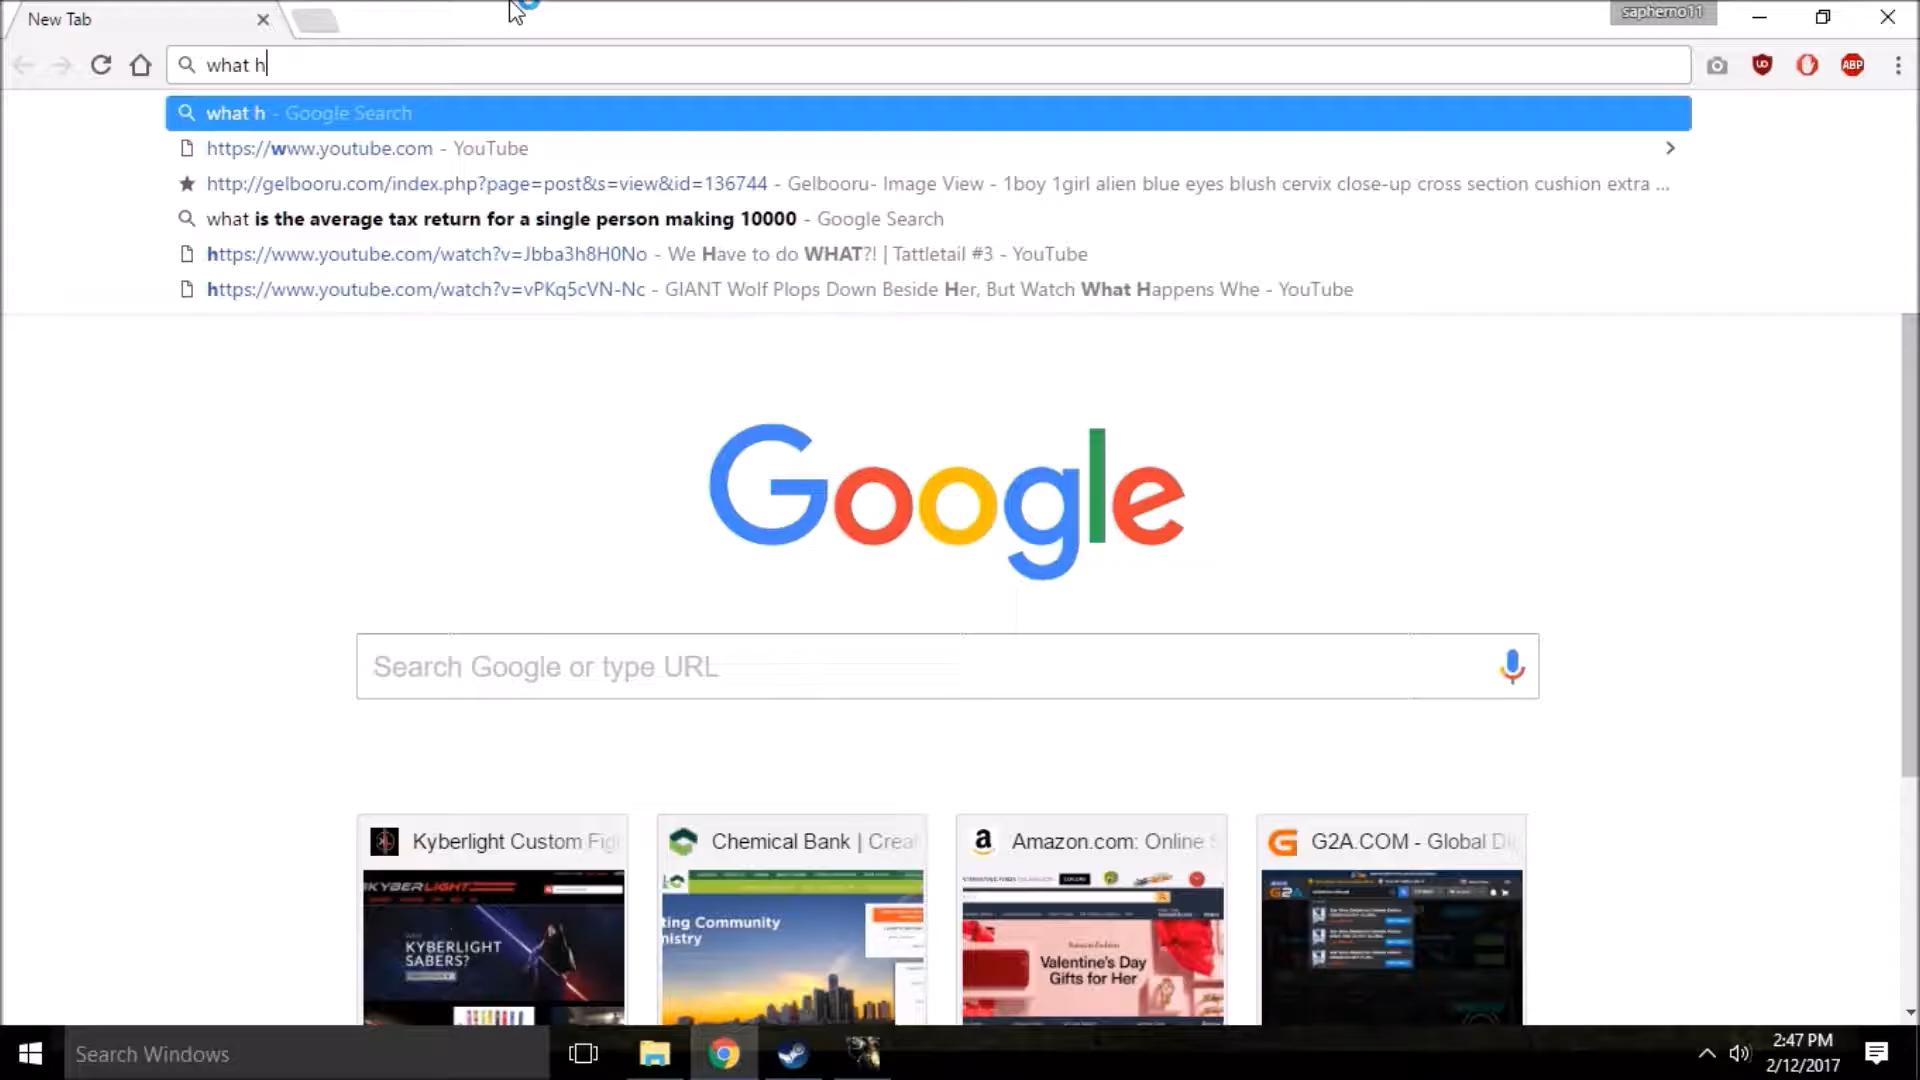 New Tab
sapherno11
what h
what h - Google Search
https://www.youtube.com - YouTube
http://gelbooru.com/index.php?page=post&s=view&id=136744 - Gelbooru- Image View - 1boy 1girl alien blue eyes blush cervix close-up cross section cushion extra ...
what is the average tax return for a single person making 10000 - Google Search
https://www.youtube.com/watch?v=Jbba3h8H0No - We Have to do WHAT?! | Tattletail #3 - YouTube
https://www.youtube.com/watch?v=vPKq5cVN-Nc - GIANT Wolf Plops Down Beside Her, But Watch What Happens Whe - YouTube
UD
ABP
Google
Search Google or type URL
Kyberlight Custom Fig
Chemical Bank | Crea
Amazon.com: Online S
G2A.COM - Global Di
KYBERLIGHT
KYBERLIGHT
SABERS?
ting Community
nistry
Valentine's Day
Gifts for Her
G2A
Search Windows
2:47 PM
2/12/2017